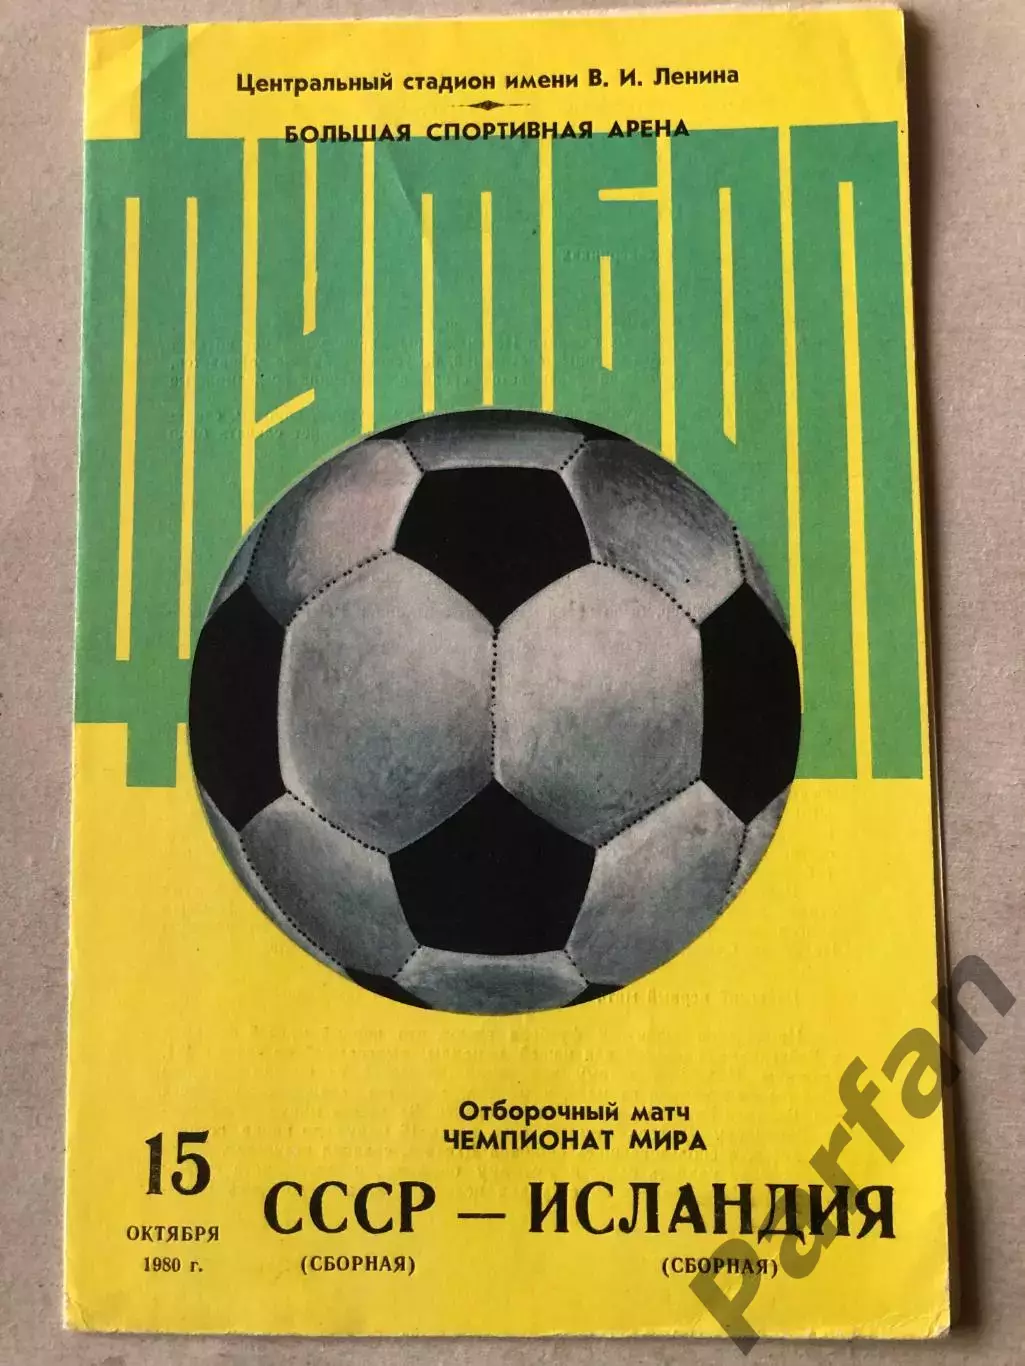 Центральный стадион имени В. И. Ленина
БОЛЬШАЯ СПОРТИВНАЯ АРЕНА
ФУТБОЛ
Отборочный матч
ЧЕМПИОНАТ МИРА
15
ОКТЯБРЯ
1980 г.
СССР — ИСЛАНДИЯ
(СБОРНАЯ) (СБОРНАЯ)
Parfan